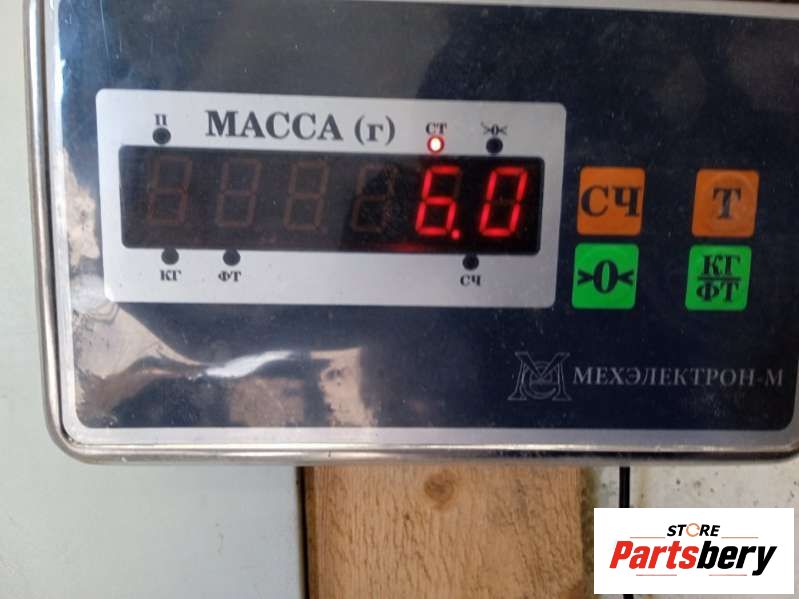 П МАССА (г) СТ >0<
6.0
КГ ФТ СЧ
СЧ Т
>0< КГ
ФТ
МЕХЭЛЕКТРОН-М
STORE
Partsbery